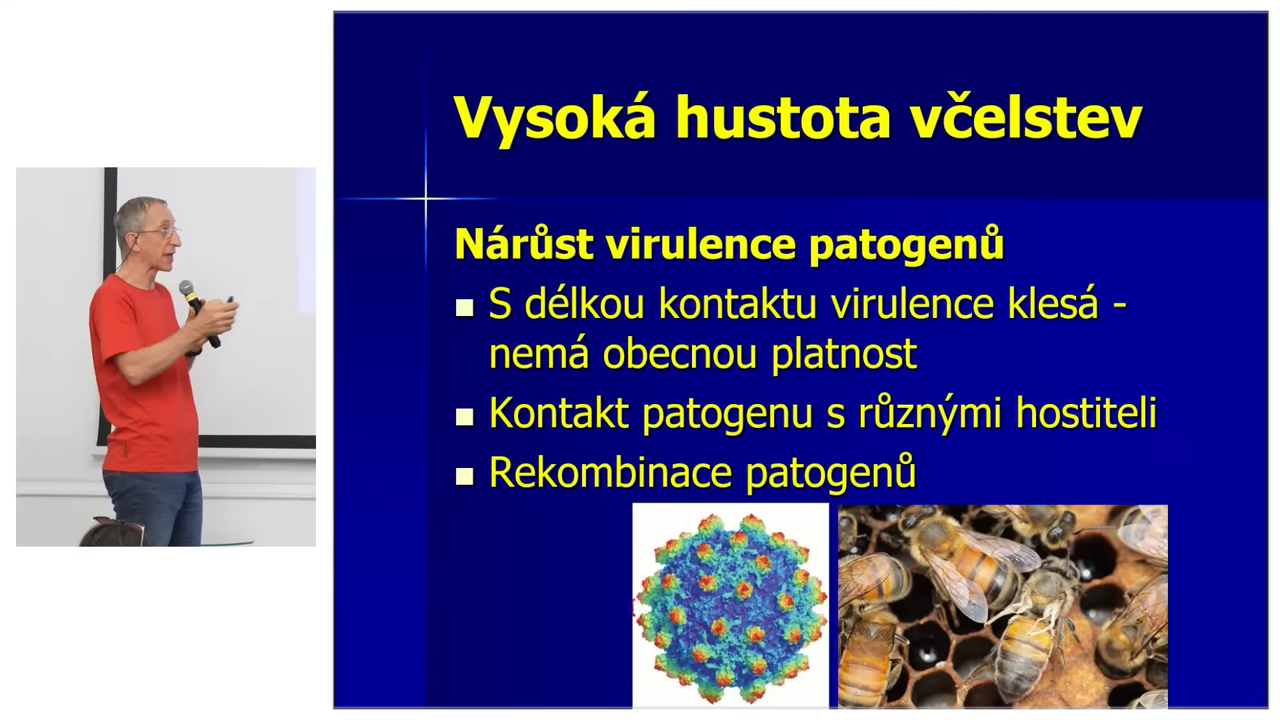 Vysoká hustota včelstev
Nárůst virulence patogenů
S délkou kontaktu virulence klesá -
nemá obecnou platnost
Kontakt patogenu s různými hostiteli
Rekombinace patogenů